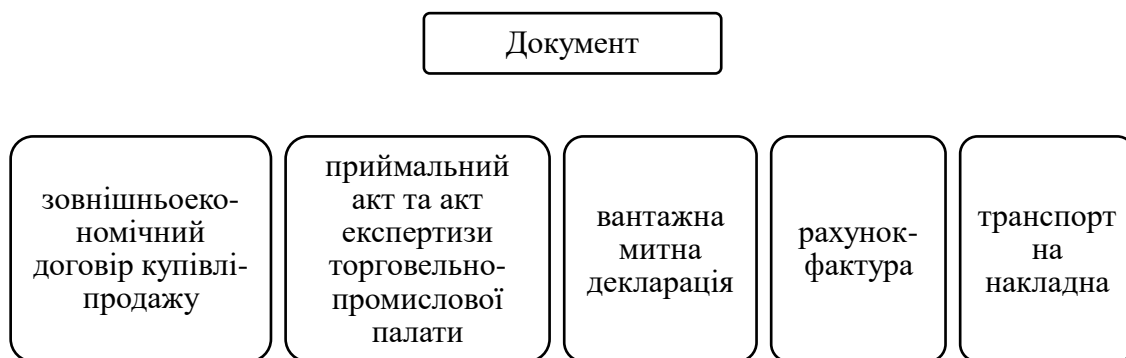 Документ
зовнішньоеко-
номічний
договір купівлі-
продажу
приймальний
акт та акт
експертизи
торговельно-
промислової
палати
вантажна
митна
декларація
рахунок-
фактура
транспорт
на
накладна